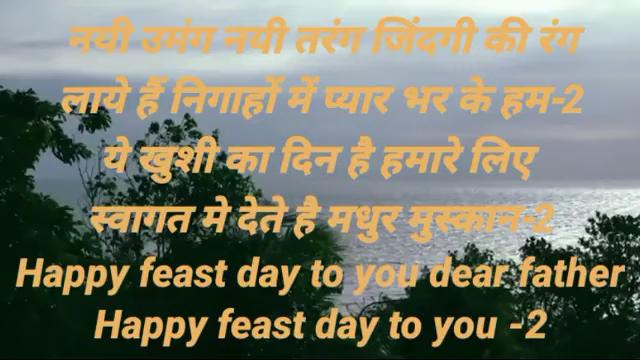 नयी उमंग नयी तरंग जिंदगी की रंग
लाये हैं निगाहों में प्यार भर के हम-2
ये खुशी का दिन है हमारे लिए
स्वागत मे देते है मधुर मुस्कान-2
Happy feast day to you dear father
Happy feast day to you -2